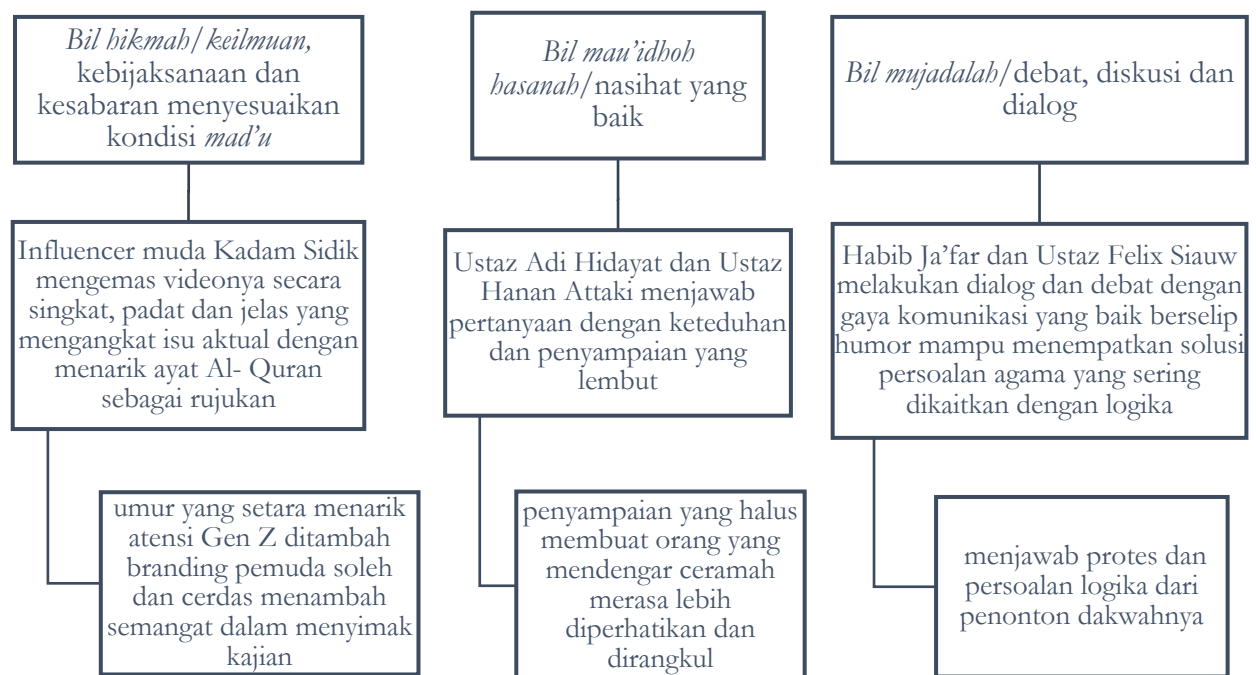 Bil hikmah/keilmuan,
kebijaksanaan dan
kesabaran menyesuaikan
kondisi mad'u
Influencer muda Kadam Sidik
mengemas videonya secara
singkat, padat dan jelas yang
mengangkat isu aktual dengan
menarik ayat Al- Quran
sebagai rujukan
umur yang setara menarik
atensi Gen Z ditambah
branding pemuda soleh
dan cerdas menambah
semangat dalam menyimak
kajian
Bil mau'idhoh
hasanah/nasihat yang
baik
Ustaz Adi Hidayat dan Ustaz
Hanan Attaki menjawab
pertanyaan dengan keteduhan
dan penyampaian yang
lembut
penyampaian yang halus
membuat orang yang
mendengar ceramah
merasa lebih
diperhatikan dan
dirangkul
Bil mujadalah/debat, diskusi dan
dialog
Habib Ja'far dan Ustaz Felix Siauw
melakukan dialog dan debat dengan
gaya komunikasi yang baik berselip
humor mampu menempatkan solusi
persoalan agama yang sering
dikaitkan dengan logika
menjawab protes dan
persoalan logika dari
penonton dakwahnya